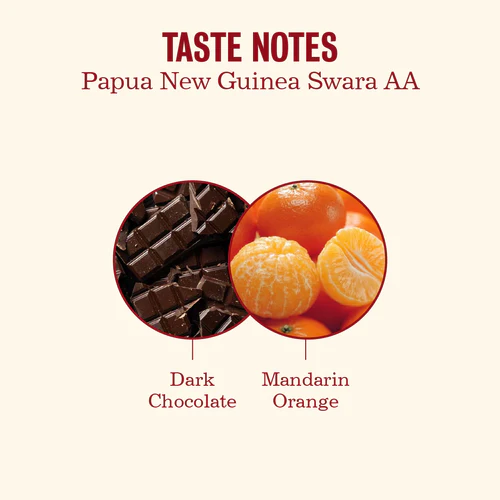 TASTE NOTES
Papua New Guinea Swara AA
Dark
Chocolate
Mandarin
Orange